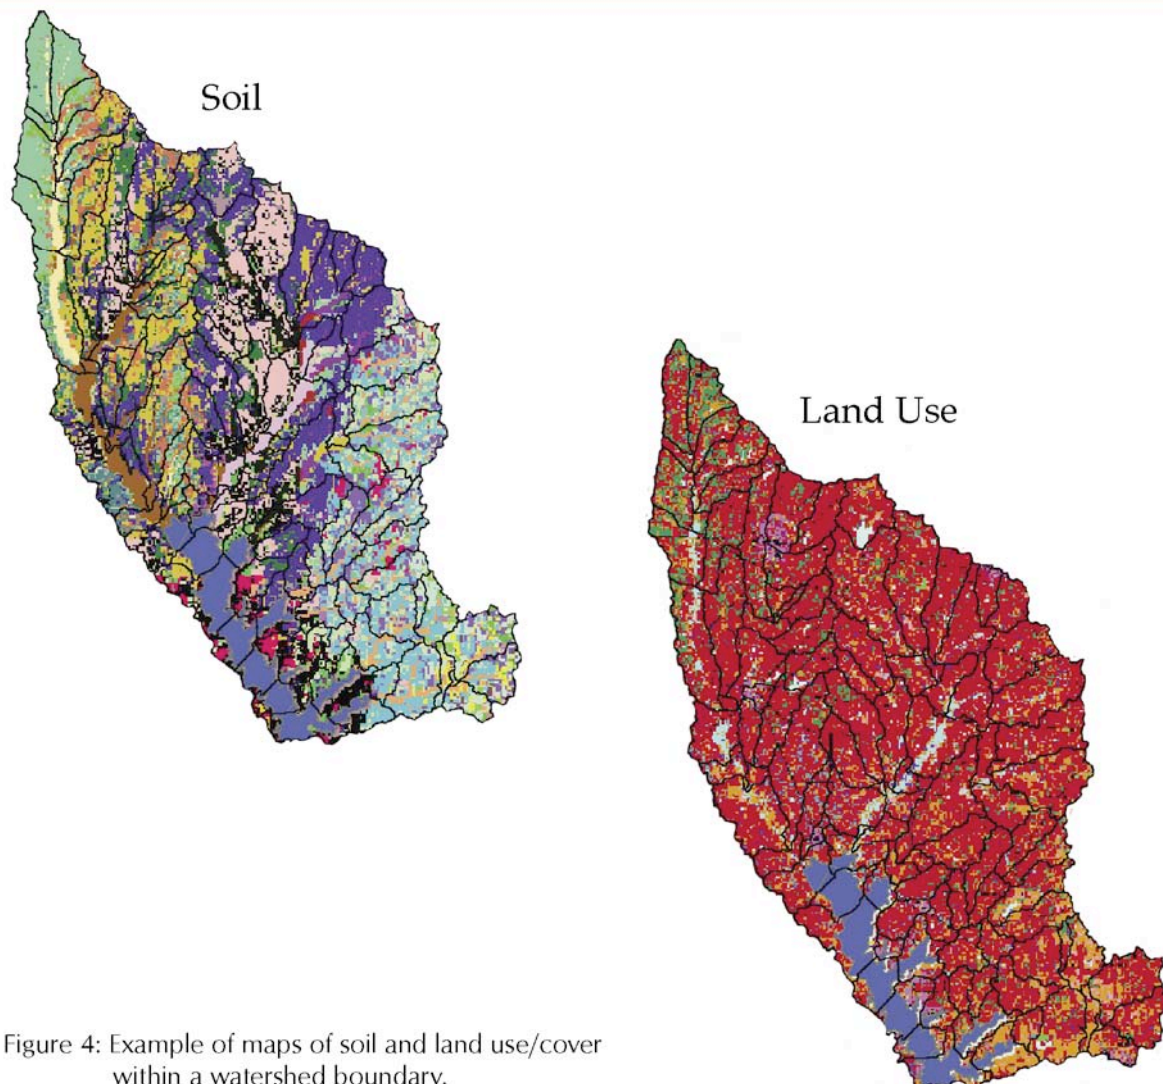 Soil
Land Use
Figure 4: Example of maps of soil and land use/cover
within a watershed boundary.